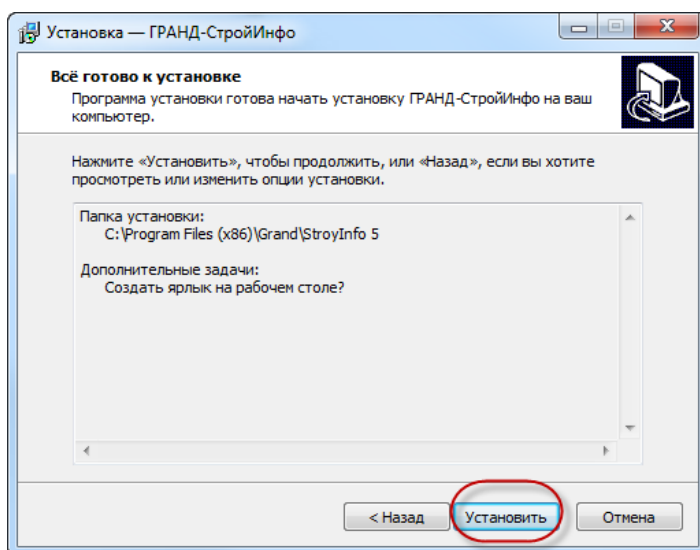 Установка — ГРАНД-СтройИнфо
Всё готово к установке
Программа установки готова начать установку ГРАНД-СтройИнфо на ваш
компьютер.
Нажмите «Установить», чтобы продолжить, или «Назад», если вы хотите
просмотреть или изменить опции установки.
Папка установки:
C:\Program Files (x86)\Grand\StroyInfo 5
Дополнительные задачи:
Создать ярлык на рабочем столе?
< Назад Установить Отмена